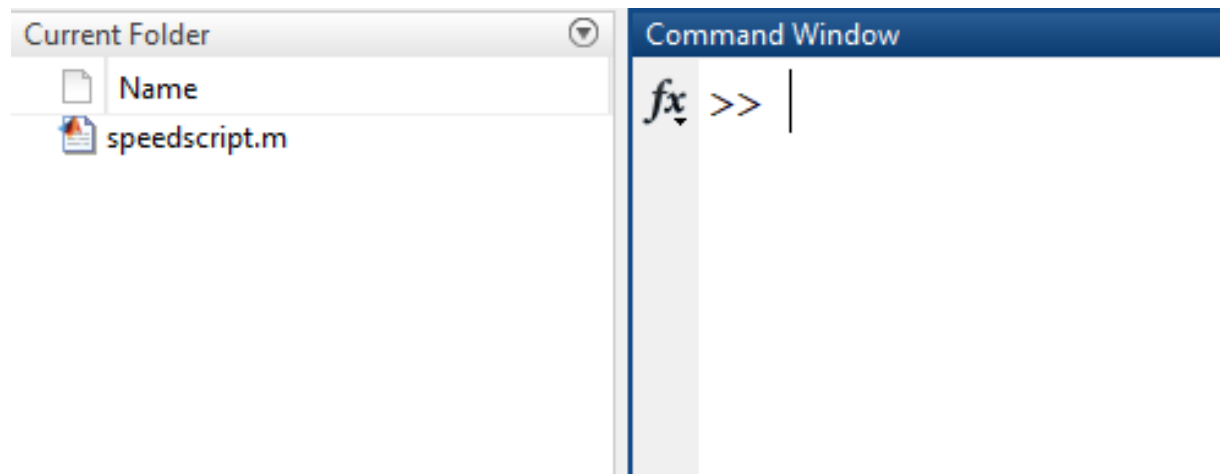 Current Folder
Name
speedscript.m
Command Window
fx >>